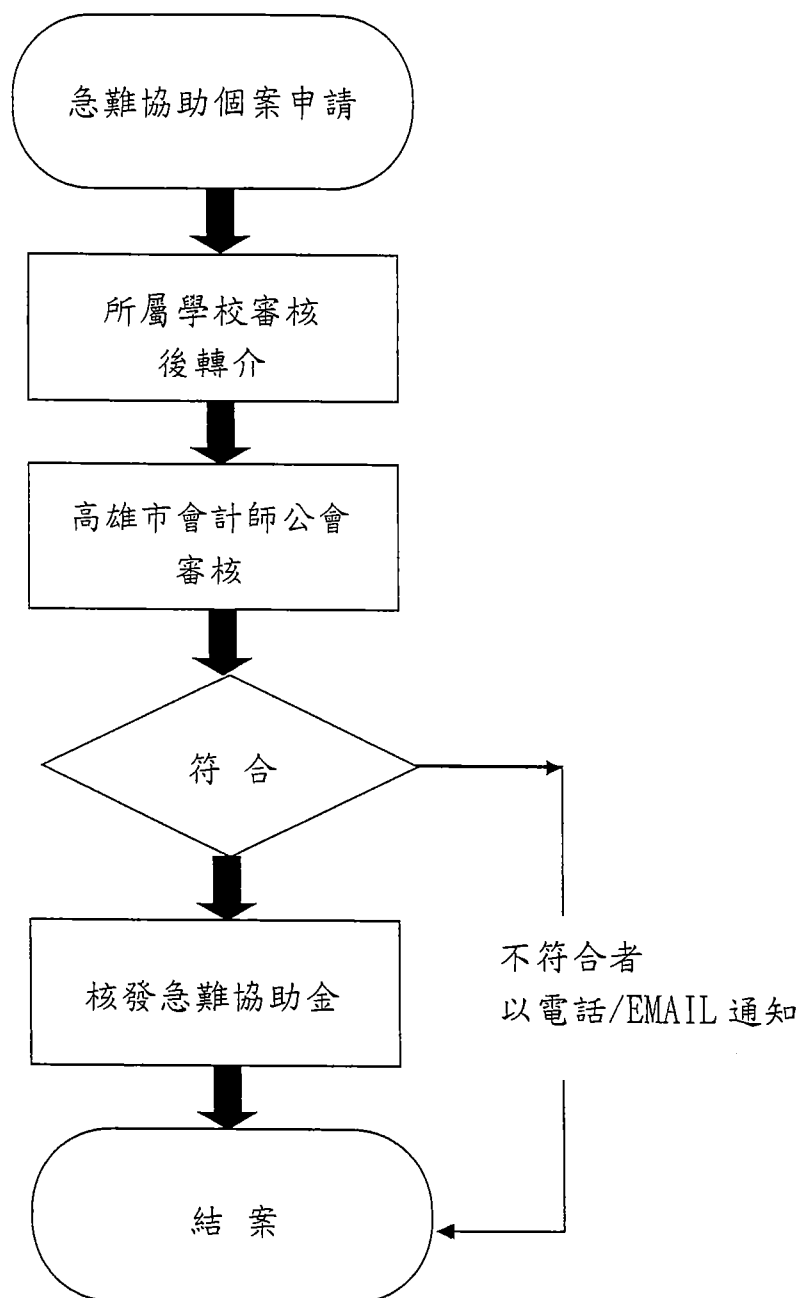 急難協助個案申請
所屬學校審核
後轉介
高雄市會計師公會
審核
符 合
核發急難協助金
不符合者
以電話/EMAIL 通知
結 案